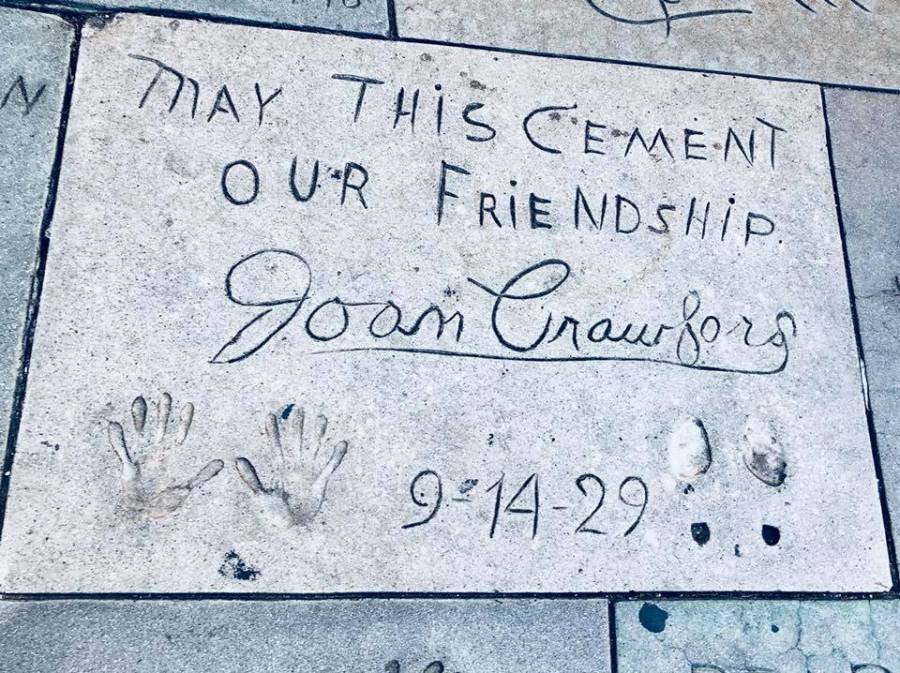 MAY THiS CEMENT
OUR FRiENDSHiP
Joan Crawford
9-14-29